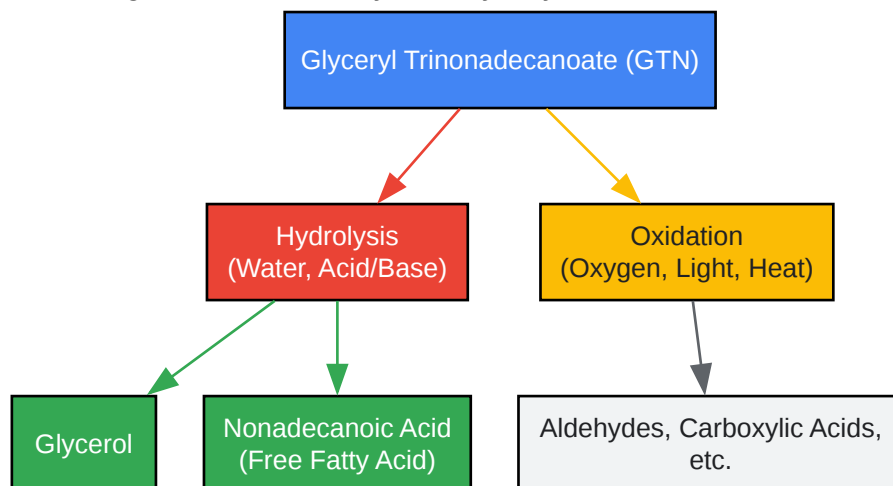 Glyceryl Trinonadecanoate (GTN)
Hydrolysis
(Water, Acid/Base)
Oxidation
(Oxygen, Light, Heat)
Glycerol
Nonadecanoic Acid
(Free Fatty Acid)
Aldehydes, Carboxylic Acids,
etc.